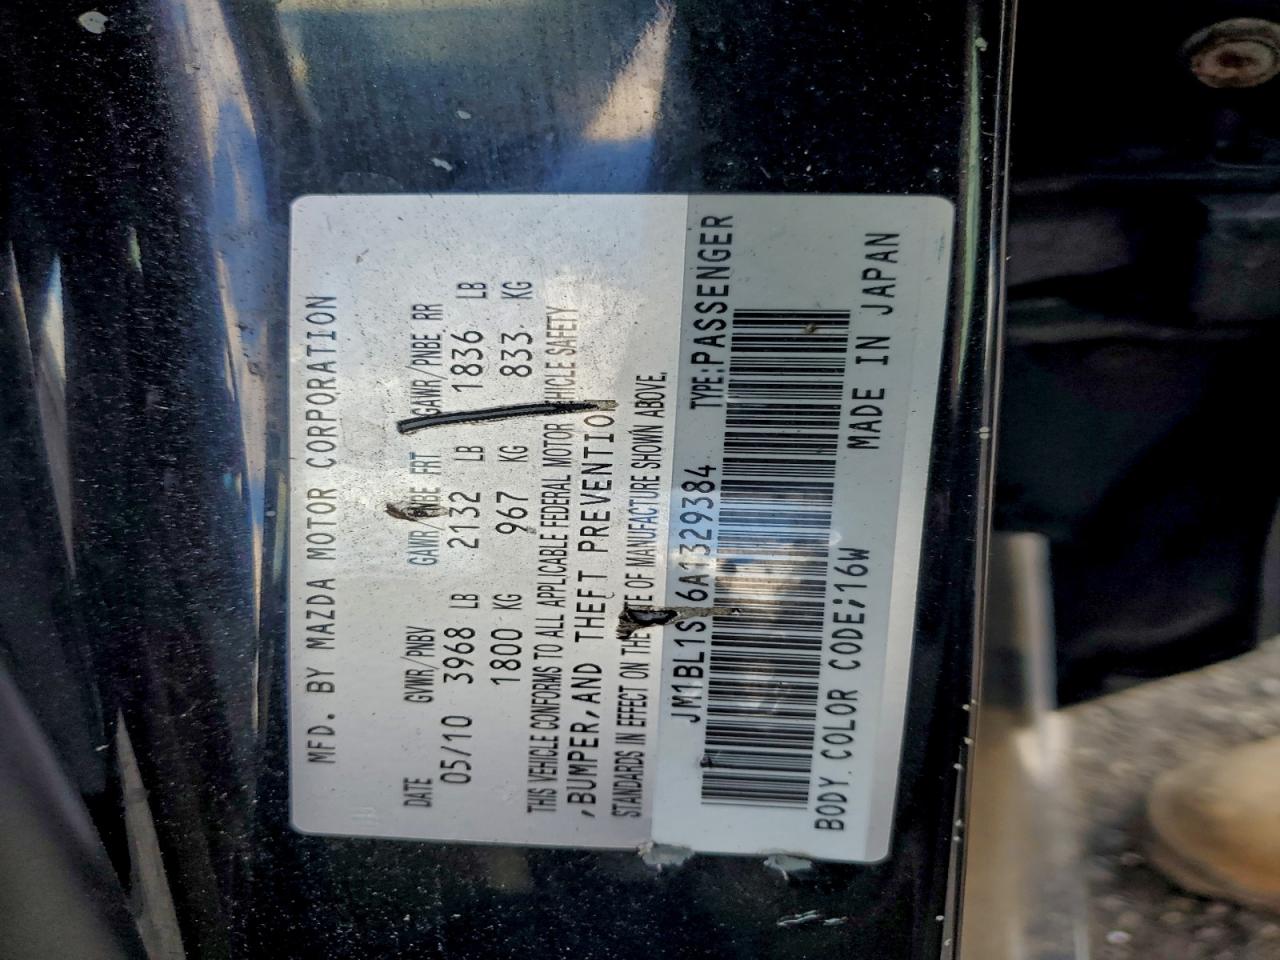 MFD. BY MAZDA MOTOR CORPORATION
DATE GVWR/PNBV GAWR/PNBE FRT GAWR/PNBE RR
05/10 3968 LB 2132 LB 1836 LB
1800 KG 967 KG 833 KG
THIS VEHICLE CONFORMS TO ALL APPLICABLE FEDERAL MOTOR VEHICLE SAFETY
,BUMPER,AND THEFT PREVENTIO
STANDARDS IN EFFECT ON THE OF MANUFACTURE SHOWN ABOVE.
JM1BL1S 6A1329384 TYPE:PASSENGER
BODY COLOR CODE;16W MADE IN JAPAN